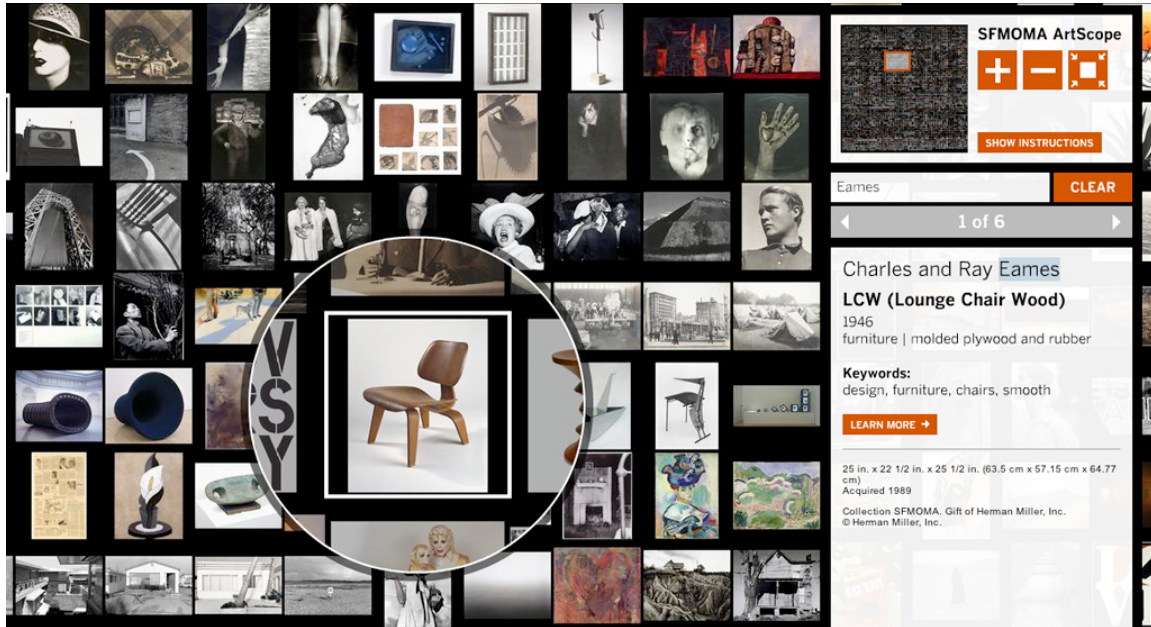 SFMOMA ArtScope
SHOW INSTRUCTIONS
Eames
CLEAR
1 of 6
Charles and Ray Eames
LCW (Lounge Chair Wood)
1946
furniture | molded plywood and rubber
Keywords:
design, furniture, chairs, smooth
LEARN MORE
25 in. x 22 1/2 in. x 25 1/2 in. (63.5 cm x 57.15 cm x 64.77
cm)
Acquired 1989
Collection SFMOMA. Gift of Herman Miller, Inc.
© Herman Miller, Inc.
V
SY
Y